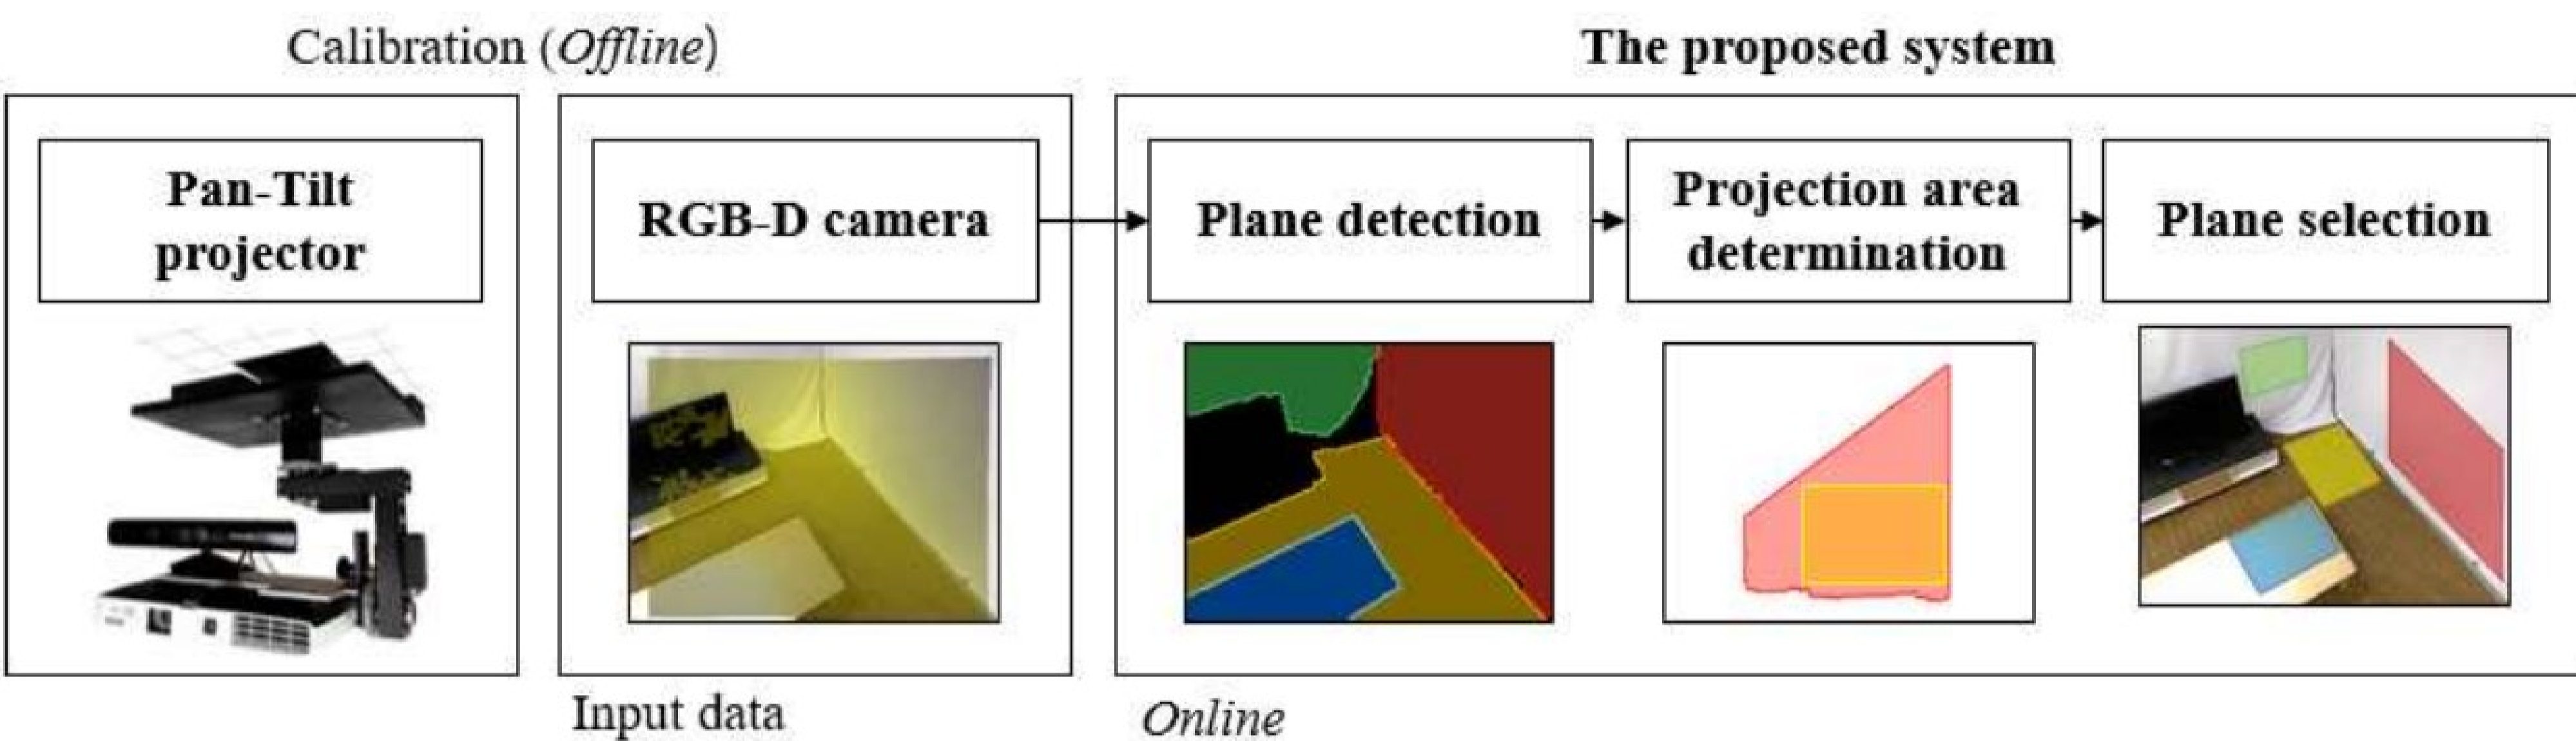 Calibration (Offline)
The proposed system
Pan-Tilt
projector
RGB-D camera
Plane detection
Projection area
determination
Plane selection
Input data
Online